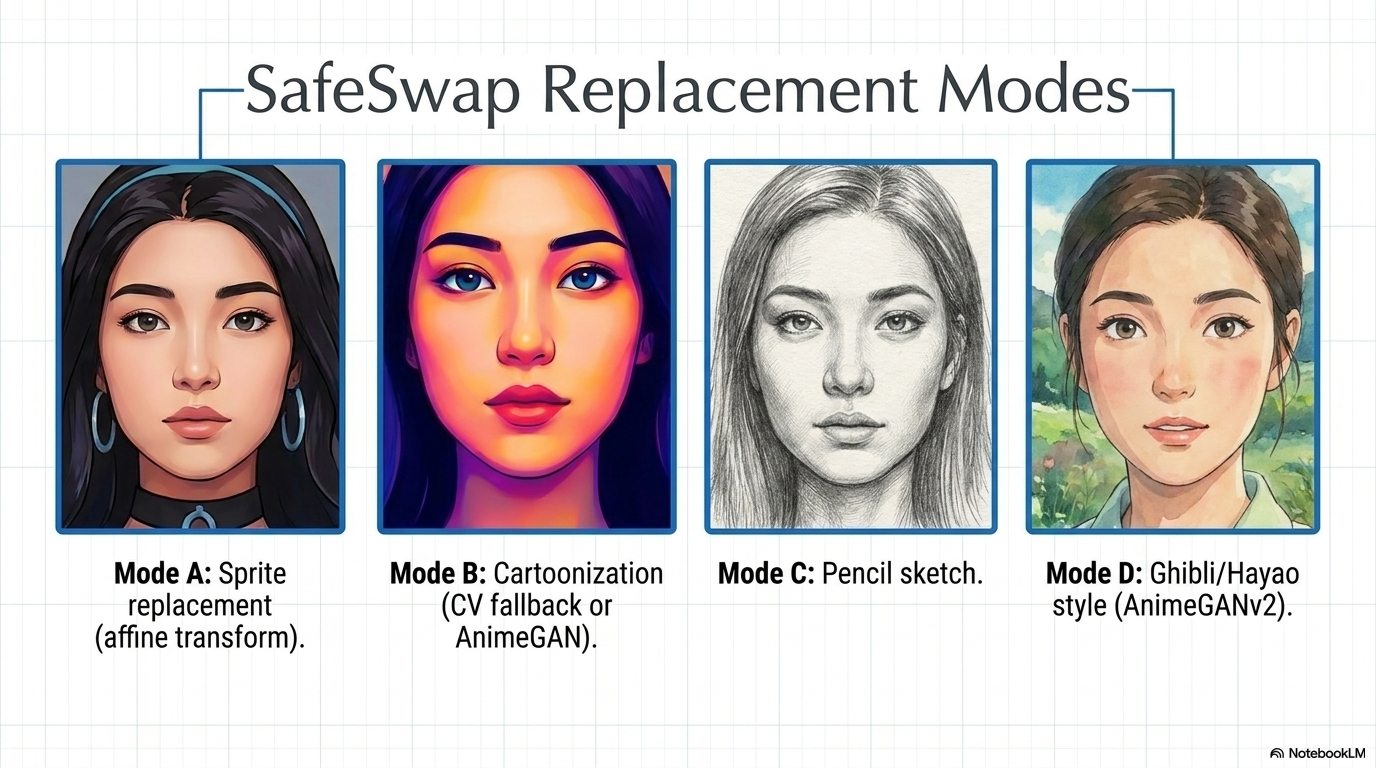 SafeSwap Replacement Modes
Mode A: Sprite
replacement
(affine transform).
Mode B: Cartoonization
(CV fallback or
AnimeGAN).
Mode C: Pencil sketch.
Mode D: Ghibli/Hayao
style (AnimeGANv2).
NotebookLM